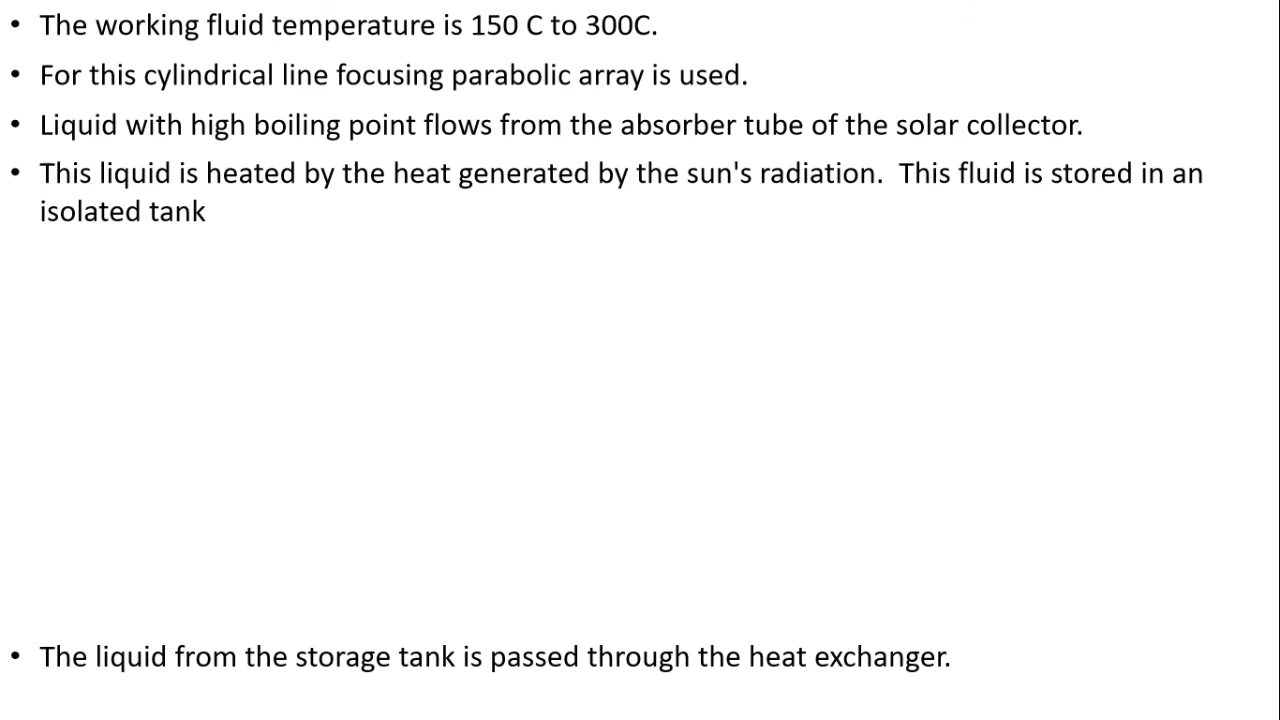 • The working fluid temperature is 150 C to 300C.
• For this cylindrical line focusing parabolic array is used.
• Liquid with high boiling point flows from the absorber tube of the solar collector.
• This liquid is heated by the heat generated by the sun's radiation.  This fluid is stored in an
isolated tank
• The liquid from the storage tank is passed through the heat exchanger.